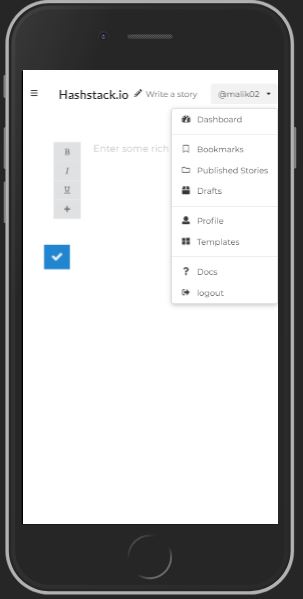 Hashstack.io Write a story @malik02
Dashboard
B Enter some rich
Bookmarks
I Published Stories
U Drafts
Profile
Templates
Docs
logout